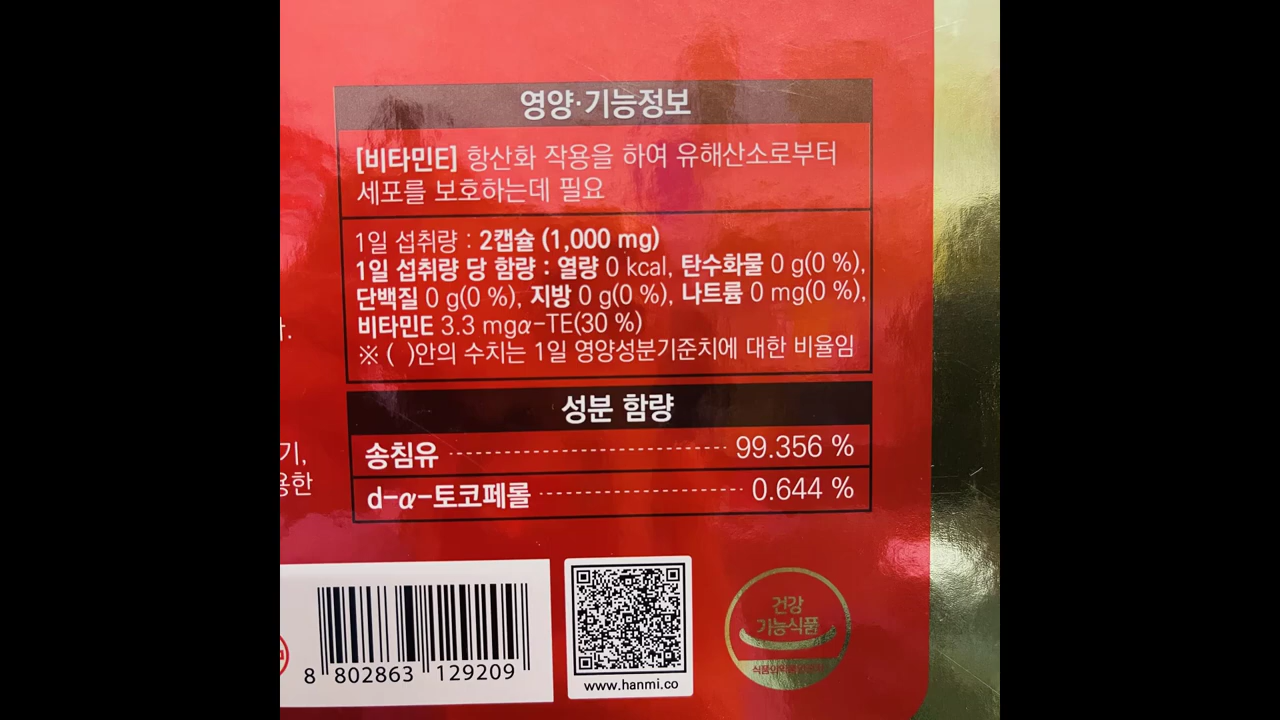 영양·기능정보
[비타민E] 항산화 작용을 하여 유해산소로부터
세포를 보호하는데 필요
1일 섭취량 : 2캡슐 (1,000 mg)
1일 섭취량 당 함량 : 열량 0 kcal, 탄수화물 0 g(0 %),
단백질 0 g(0 %), 지방 0 g(0 %), 나트륨 0 mg(0 %),
비타민E 3.3 mgα-TE(30 %)
※ ( )안의 수치는 1일 영양성분기준치에 대한 비율임
성분 함량
송침유 99.356 %
d-α-토코페롤 0.644 %
기,
용한
8 802863 129209
www.hanmi.co
건강
기능식품